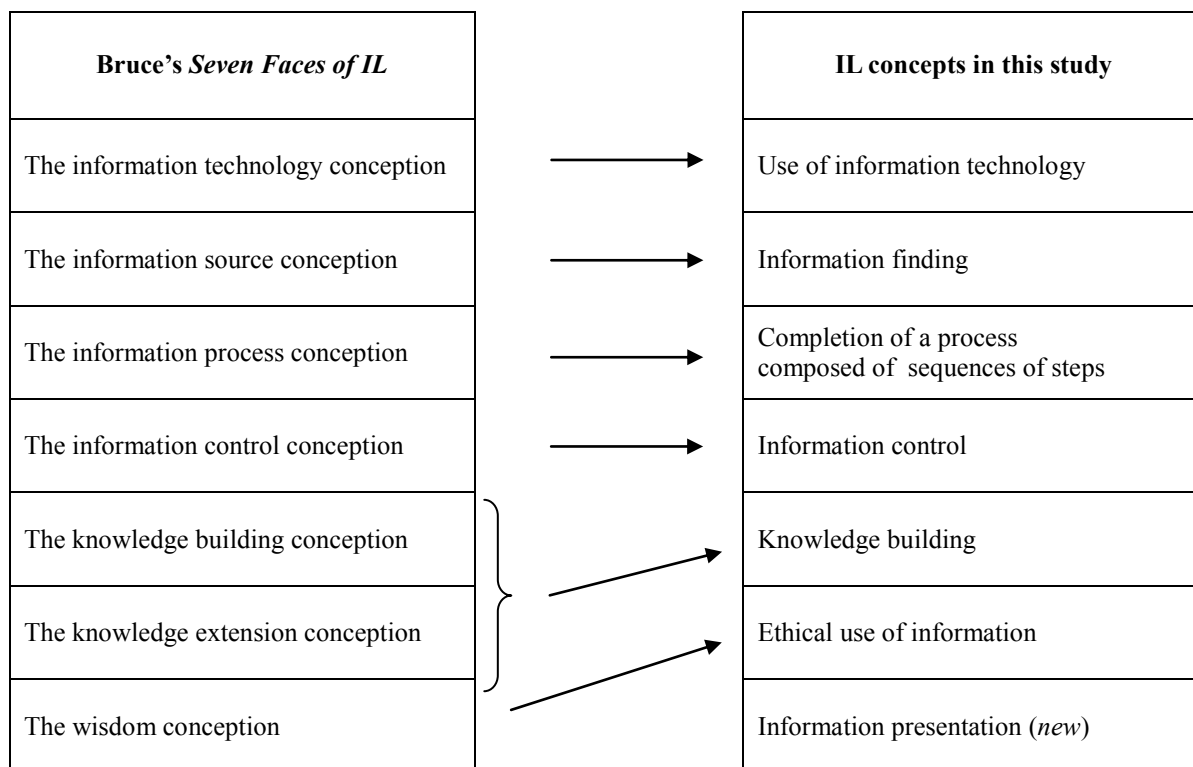 Bruce’s Seven Faces of IL
IL concepts in this study
The information technology conception
Use of information technology
The information source conception
Information finding
The information process conception
Completion of a process
composed of sequences of steps
The information control conception
Information control
The knowledge building conception
Knowledge building
The knowledge extension conception
Ethical use of information
The wisdom conception
Information presentation (new)